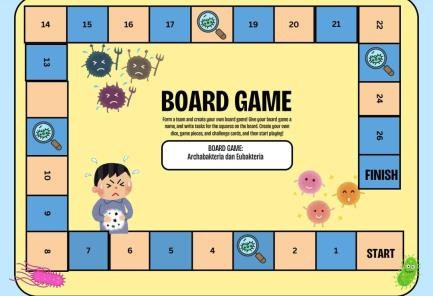 14 15 16 17 19 20 21 22
13
24
10
26
9
FINISH
8 7 6 5 4 2 1 START
BOARD GAME
Form a team and create your own board game! Give your board game a
name, and write tasks for the squares on the board. Create your own
dice, game pieces, and challenge cards, and then start playing!
BOARD GAME:
Archabakteria dan Eubakteria